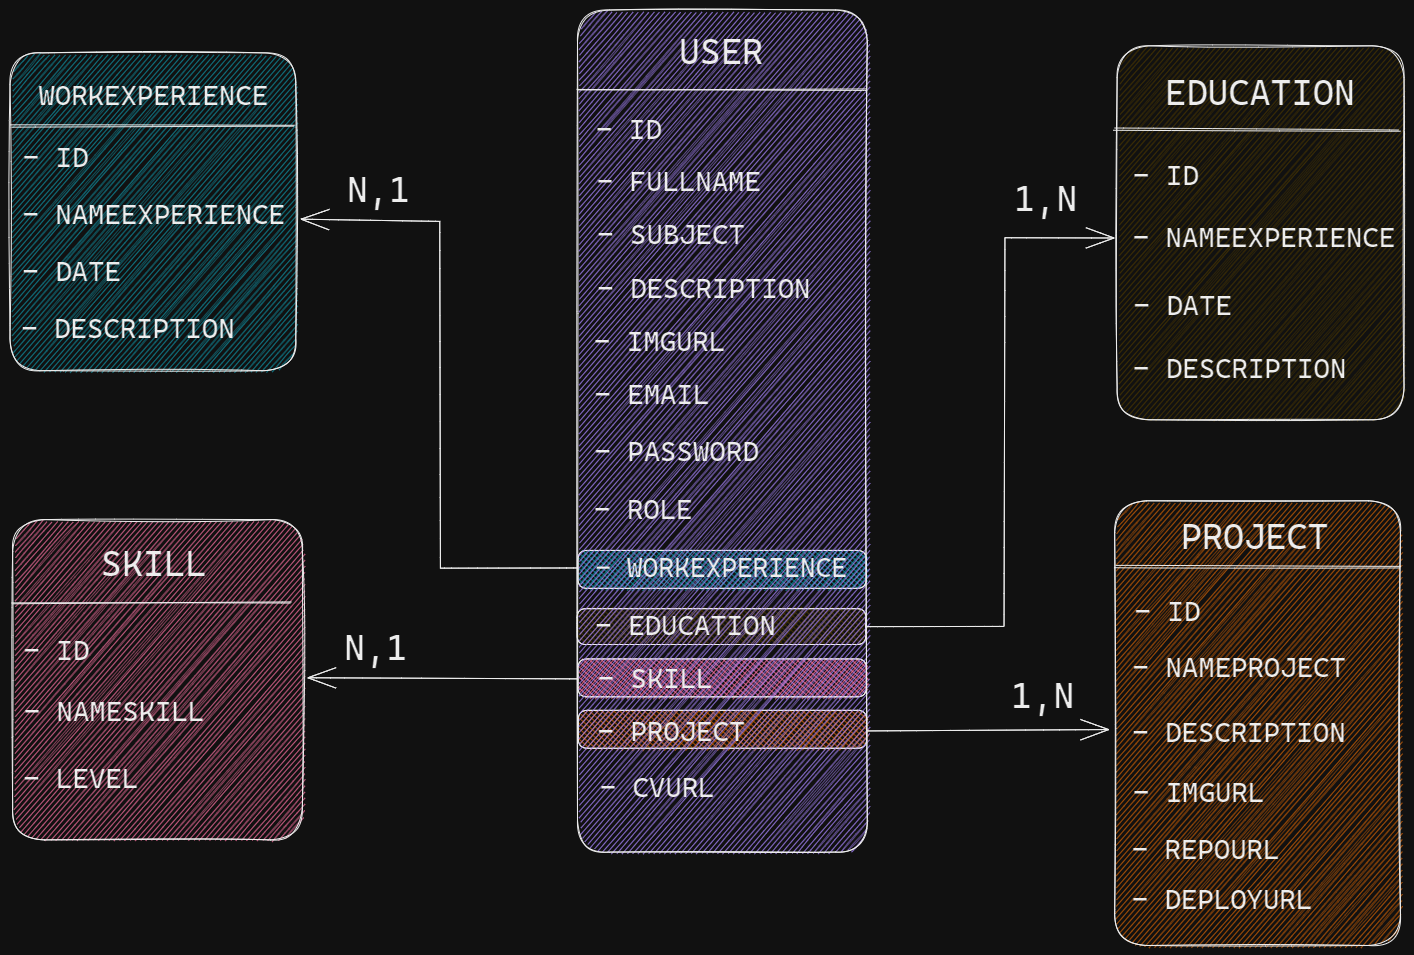 WORKEXPERIENCE
- ID
- NAMEEXPERIENCE
- DATE
- DESCRIPTION
N,1
SKILL
- ID
- NAMESKILL
- LEVEL
N,1
USER
- ID
- FULLNAME
- SUBJECT
- DESCRIPTION
- IMGURL
- EMAIL
- PASSWORD
- ROLE
- WORKEXPERIENCE
- EDUCATION
- SKILL
- PROJECT
- CVURL
1,N
EDUCATION
- ID
- NAMEEXPERIENCE
- DATE
- DESCRIPTION
1,N
PROJECT
- ID
- NAMEPROJECT
- DESCRIPTION
- IMGURL
- REPOURL
- DEPLOYURL